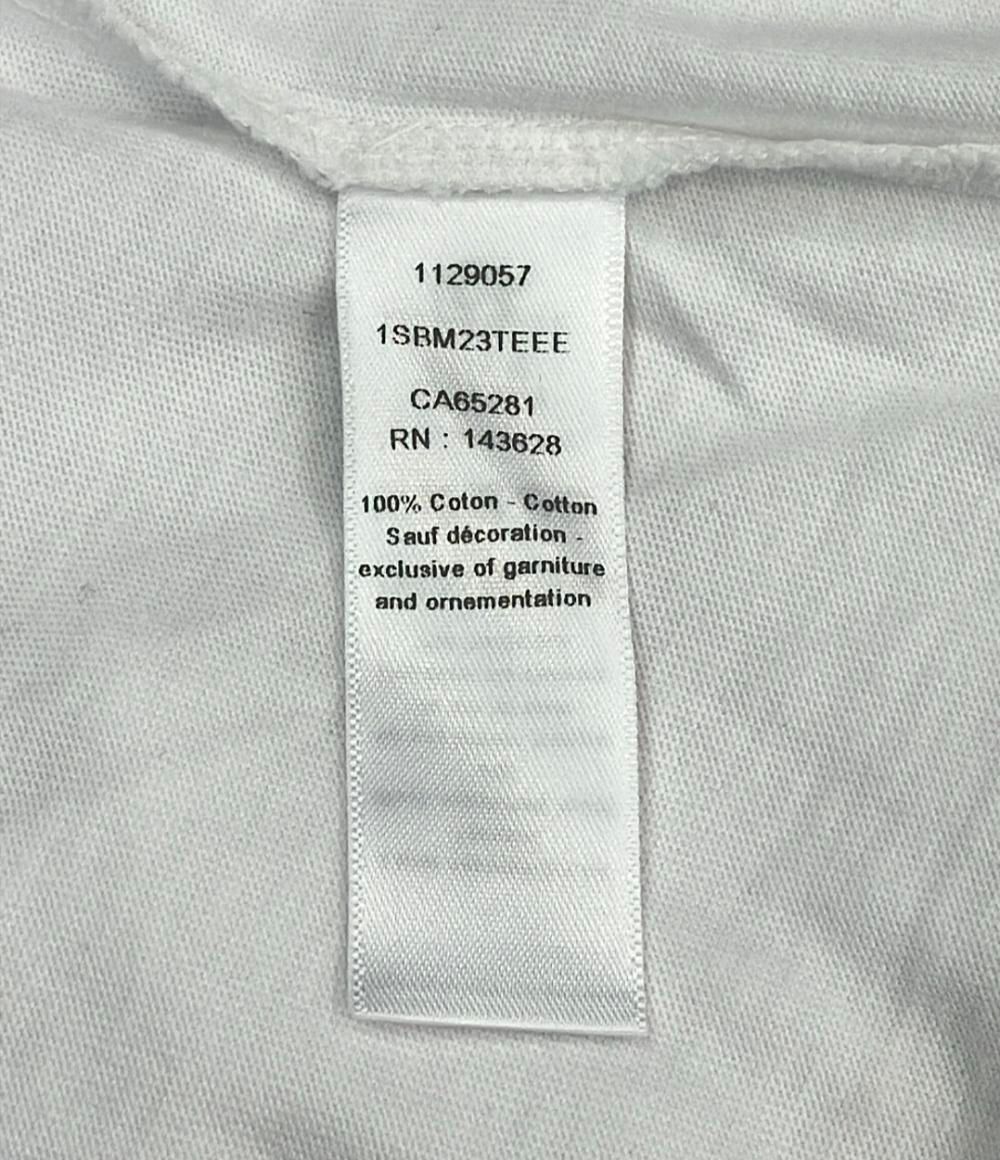 1129057
1SBM23TEEE
CA65281
RN : 143628
100% Coton - Cotton
Sauf décoration -
exclusive of garniture
and ornementation